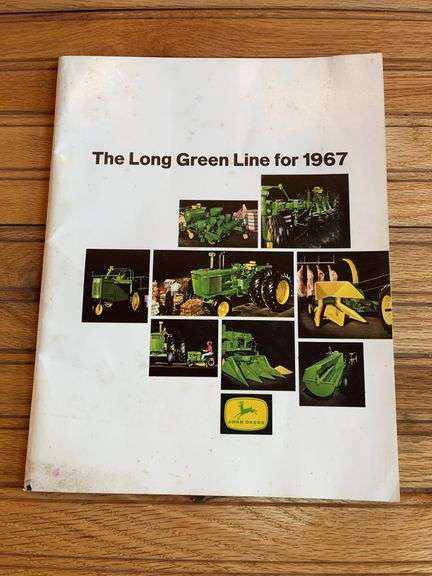 The Long Green Line for 1967
JOHN DEERE